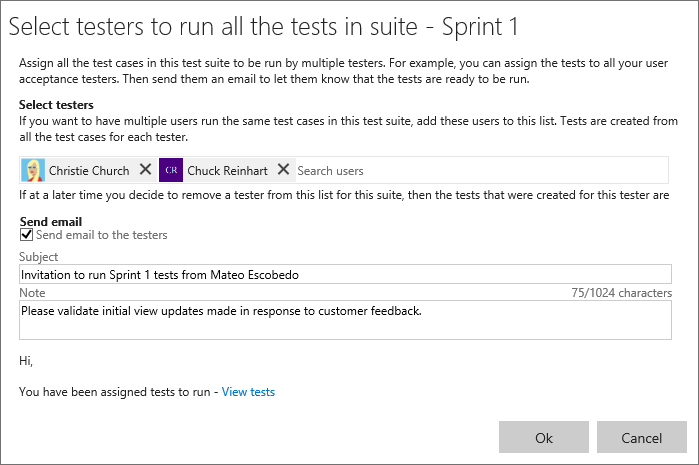 Select testers to run all the tests in suite - Sprint 1
Assign all the test cases in this test suite to be run by multiple testers. For example, you can assign the tests to all your user
acceptance testers. Then send them an email to let them know that the tests are ready to be run.
Select testers
If you want to have multiple users run the same test cases in this test suite, add these users to this list. Tests are created from
all the test cases for each tester.
Christie Church CR Chuck Reinhart Search users
If at a later time you decide to remove a tester from this list for this suite, then the tests that were created for this tester are
Send email
Send email to the testers
Subject
Invitation to run Sprint 1 tests from Mateo Escobedo
Note 75/1024 characters
Please validate initial view updates made in response to customer feedback.
Hi,
You have been assigned tests to run - View tests
Ok Cancel